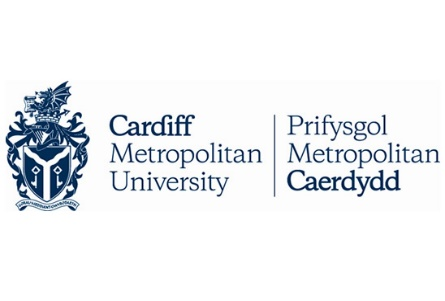 Cardiff
Metropolitan
University
Prifysgol
Metropolitan
Caerdydd